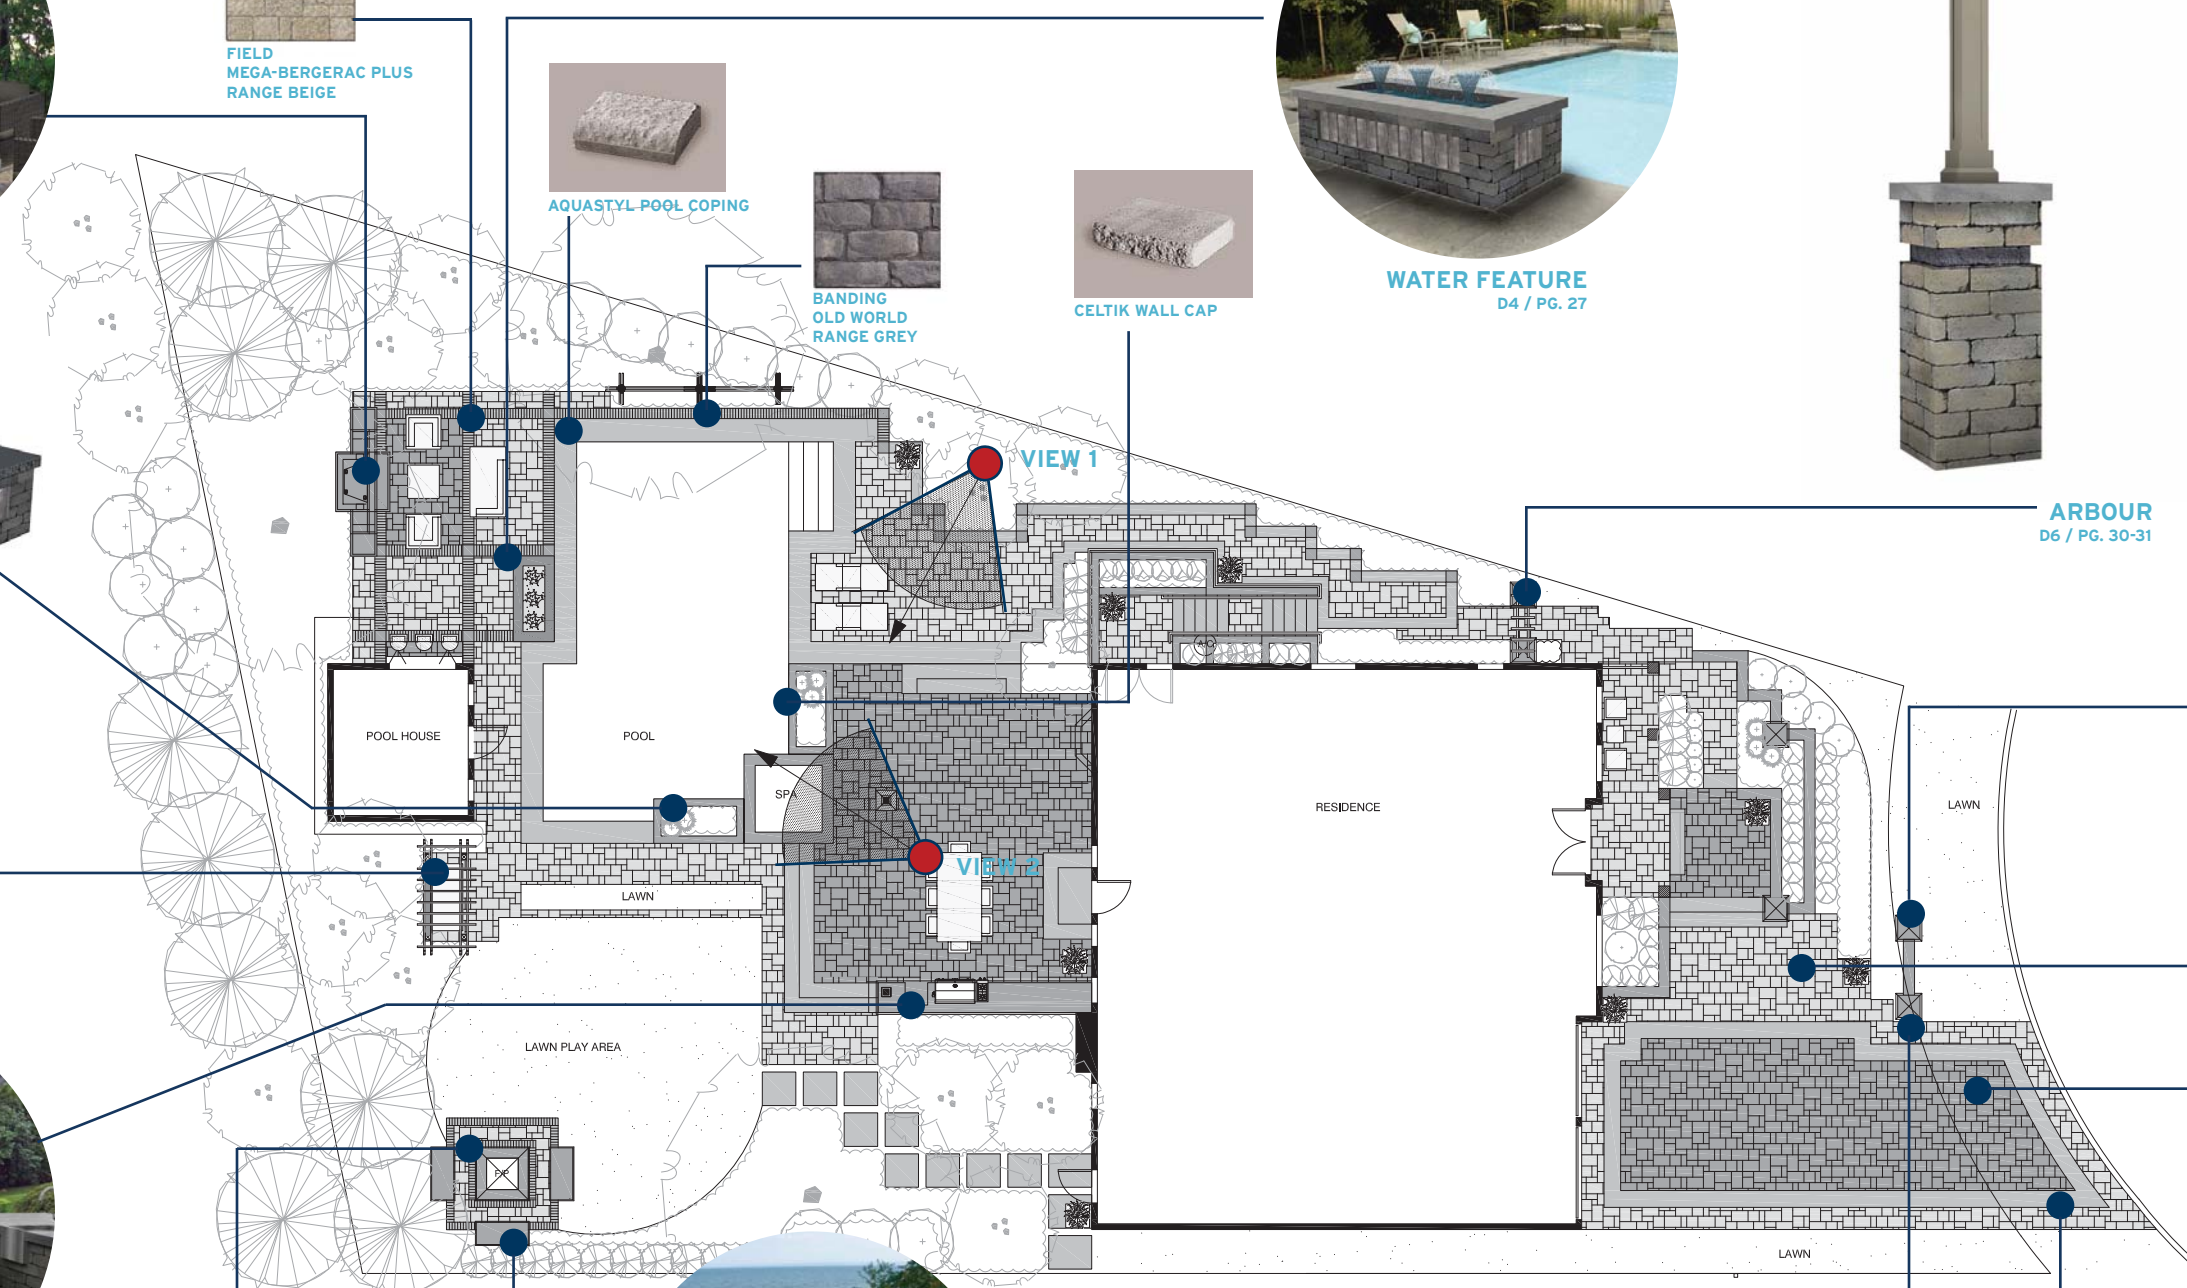 FIELD
MEGA-BERGERAC PLUS
RANGE BEIGE
AQUASTYL POOL COPING
BANDING
OLD WORLD
RANGE GREY
CELTIK WALL CAP
WATER FEATURE
D4 / PG. 27
VIEW 1
ARBOUR
D6 / PG. 30-31
A/C
POOL HOUSE
POOL
SPA
RESIDENCE
LAWN
VIEW 2
LAWN
LAWN PLAY AREA
F/P
LAWN